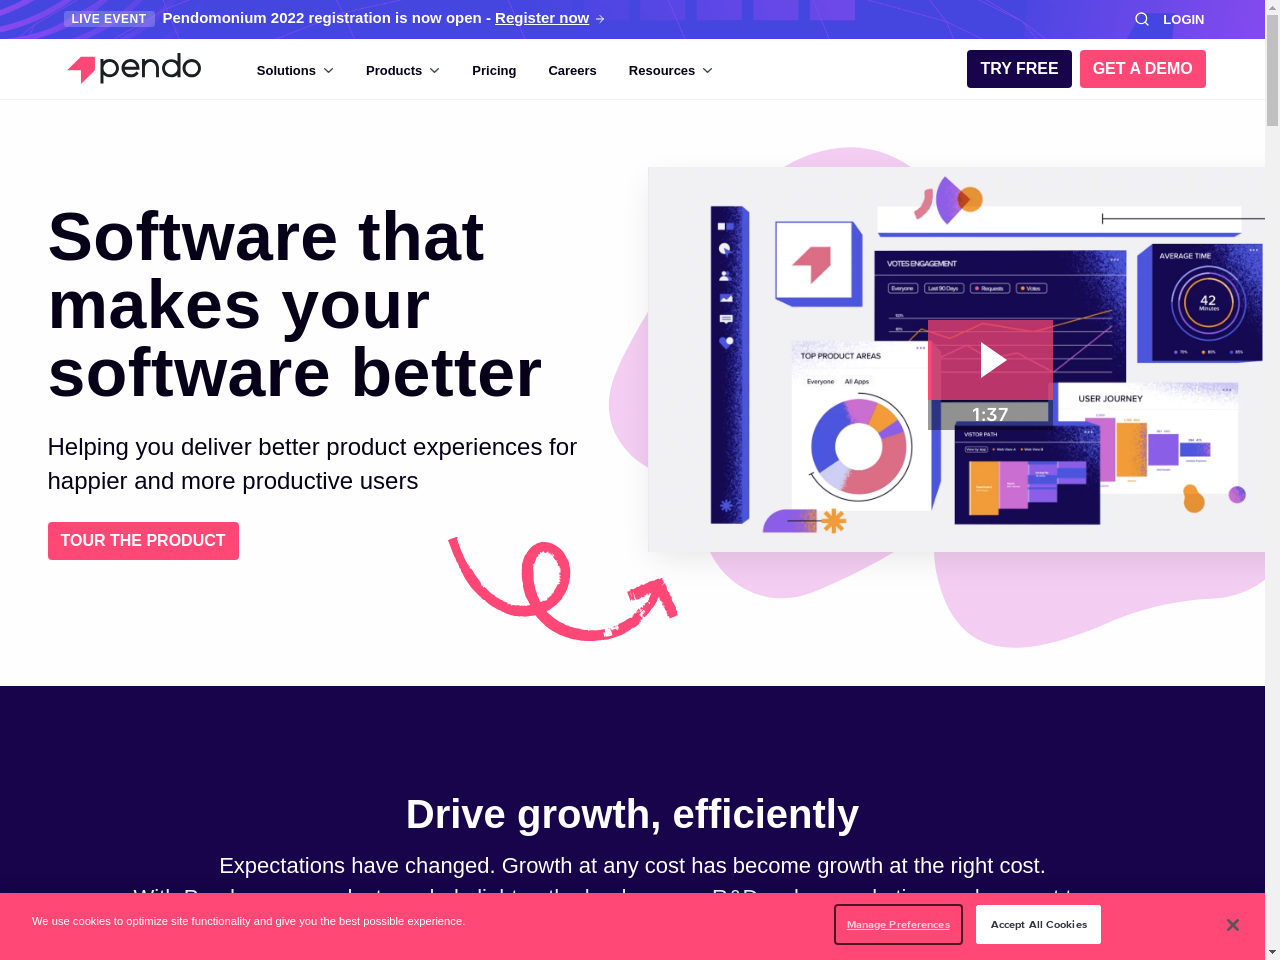 LIVE EVENT Pendomonium 2022 registration is now open - Register now
LOGIN
pendo
Solutions
Products
Pricing
Careers
Resources
TRY FREE
GET A DEMO
Software that
makes your
software better
Helping you deliver better product experiences for
happier and more productive users
TOUR THE PRODUCT
VOTES ENGAGEMENT
Everyone
Last 90 Days
Requests
Votes
AVERAGE TIME
42
Minutes
TOP PRODUCT AREAS
Everyone All Apps
1:37
USER JOURNEY
VISTOR PATH
Drive growth, efficiently
Expectations have changed. Growth at any cost has become growth at the right cost.
We use cookies to optimize site functionality and give you the best possible experience.
Manage Preferences
Accept All Cookies